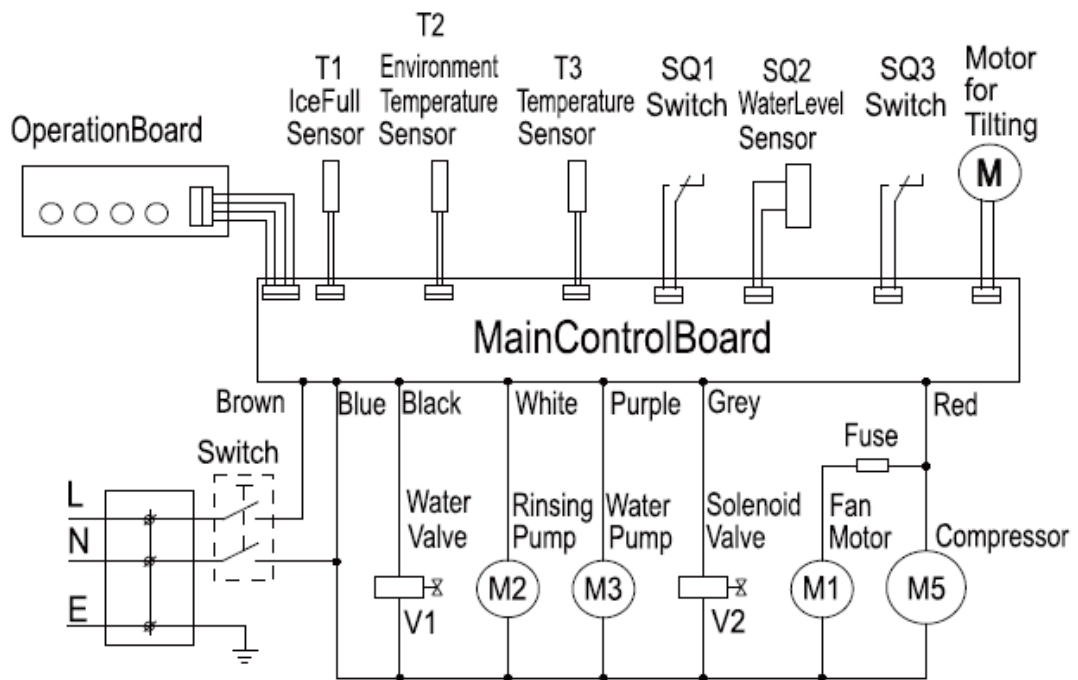 T2
T1
Environment
T3
SQ1
SQ2
SQ3
Motor
IceFull
Temperature
Temperature
Switch
WaterLevel
Switch
for
Sensor
Sensor
Sensor
Sensor
Tilting
OperationBoard
M
MainControlBoard
Brown
Blue
Black
White
Purple
Grey
Red
Switch
Fuse
L
Water
Valve
Rinsing
Pump
Water
Pump
Solenoid
Valve
Fan
Motor
Compressor
N
M2
M3
M1
M5
E
V1
V2